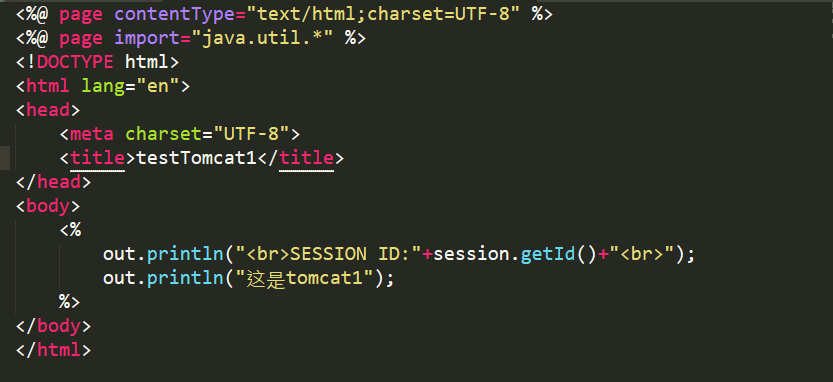 <%@ page contentType="text/html;charset=UTF-8" %>
<%@ page import="java.util.*" %>
<!DOCTYPE html>
<html lang="en">
<head>
    <meta charset="UTF-8">
    <title>testTomcat1</title>
</head>
<body>
    <%
        out.println("<br>SESSION ID:"+session.getId()+"<br>");
        out.println("这是tomcat1");
    %>
</body>
</html>